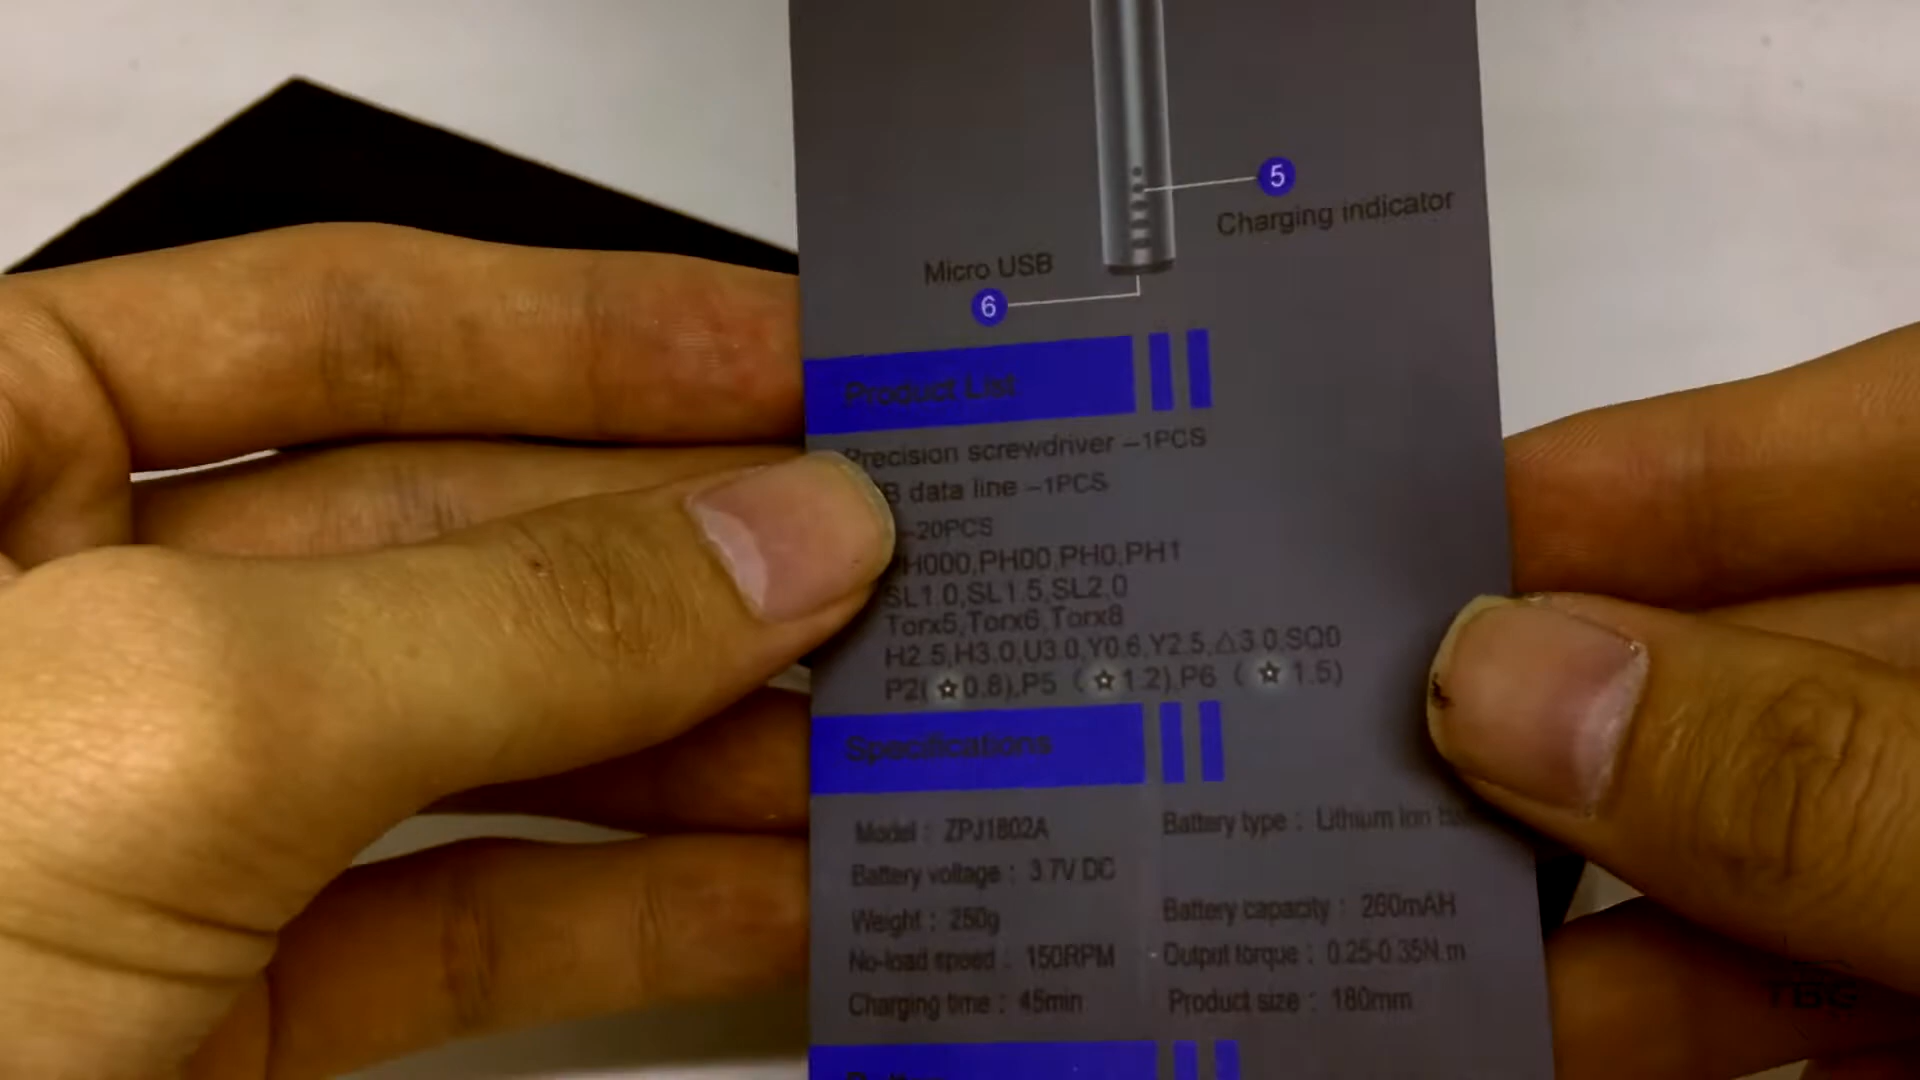 5
Charging indicator
Micro USB
6
Product List
Precision screwdriver –1PCS
data line –1PCS
–20PCS
PH000,PH00,PH0,PH1
SL1.0,SL1.5,SL2.0
Torx5,Torx6,Torx8
H2.5,H3.0,U3.0,Y0.6,Y2.5,△3.0,SQ0
P2(☆0.8),P5（☆1.2),P6（☆1.5)
Specifications
Model : ZPJ1802A
Battery type : Lithium ion
Battery voltage : 3.7V DC
Weight : 250g
Battery capacity : 260mAH
No-load speed : 150RPM
Output torque : 0.25-0.35N.m
Charging time : 45min
Product size : 180mm
TBG